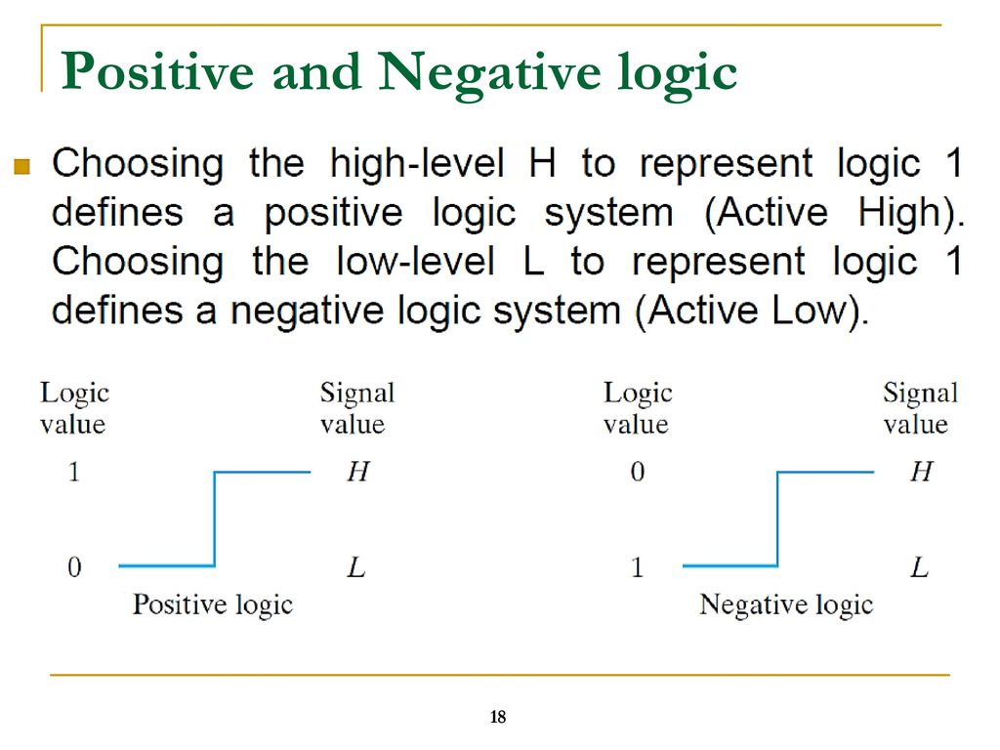 Positive and Negative logic
Choosing the high-level H to represent logic 1
defines a positive logic system (Active High).
Choosing the low-level L to represent logic 1
defines a negative logic system (Active Low).
Logic value
Signal value
1
H
0
L
Positive logic
Logic value
Signal value
0
H
1
L
Negative logic
18